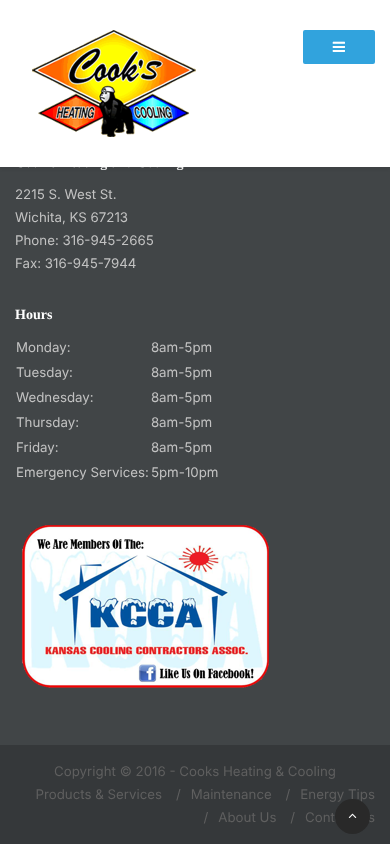 Cook's
HEATING COOLING
2215 S. West St.
Wichita, KS 67213
Phone: 316-945-2665
Fax: 316-945-7944
Hours
Monday: 8am-5pm
Tuesday: 8am-5pm
Wednesday: 8am-5pm
Thursday: 8am-5pm
Friday: 8am-5pm
Emergency Services: 5pm-10pm
We Are Members Of The:
KCCA
KANSAS COOLING CONTRACTORS ASSOC.
Like Us On Facebook!
Copyright © 2016 - Cooks Heating & Cooling
Products & Services / Maintenance / Energy Tips
/ About Us / Cont